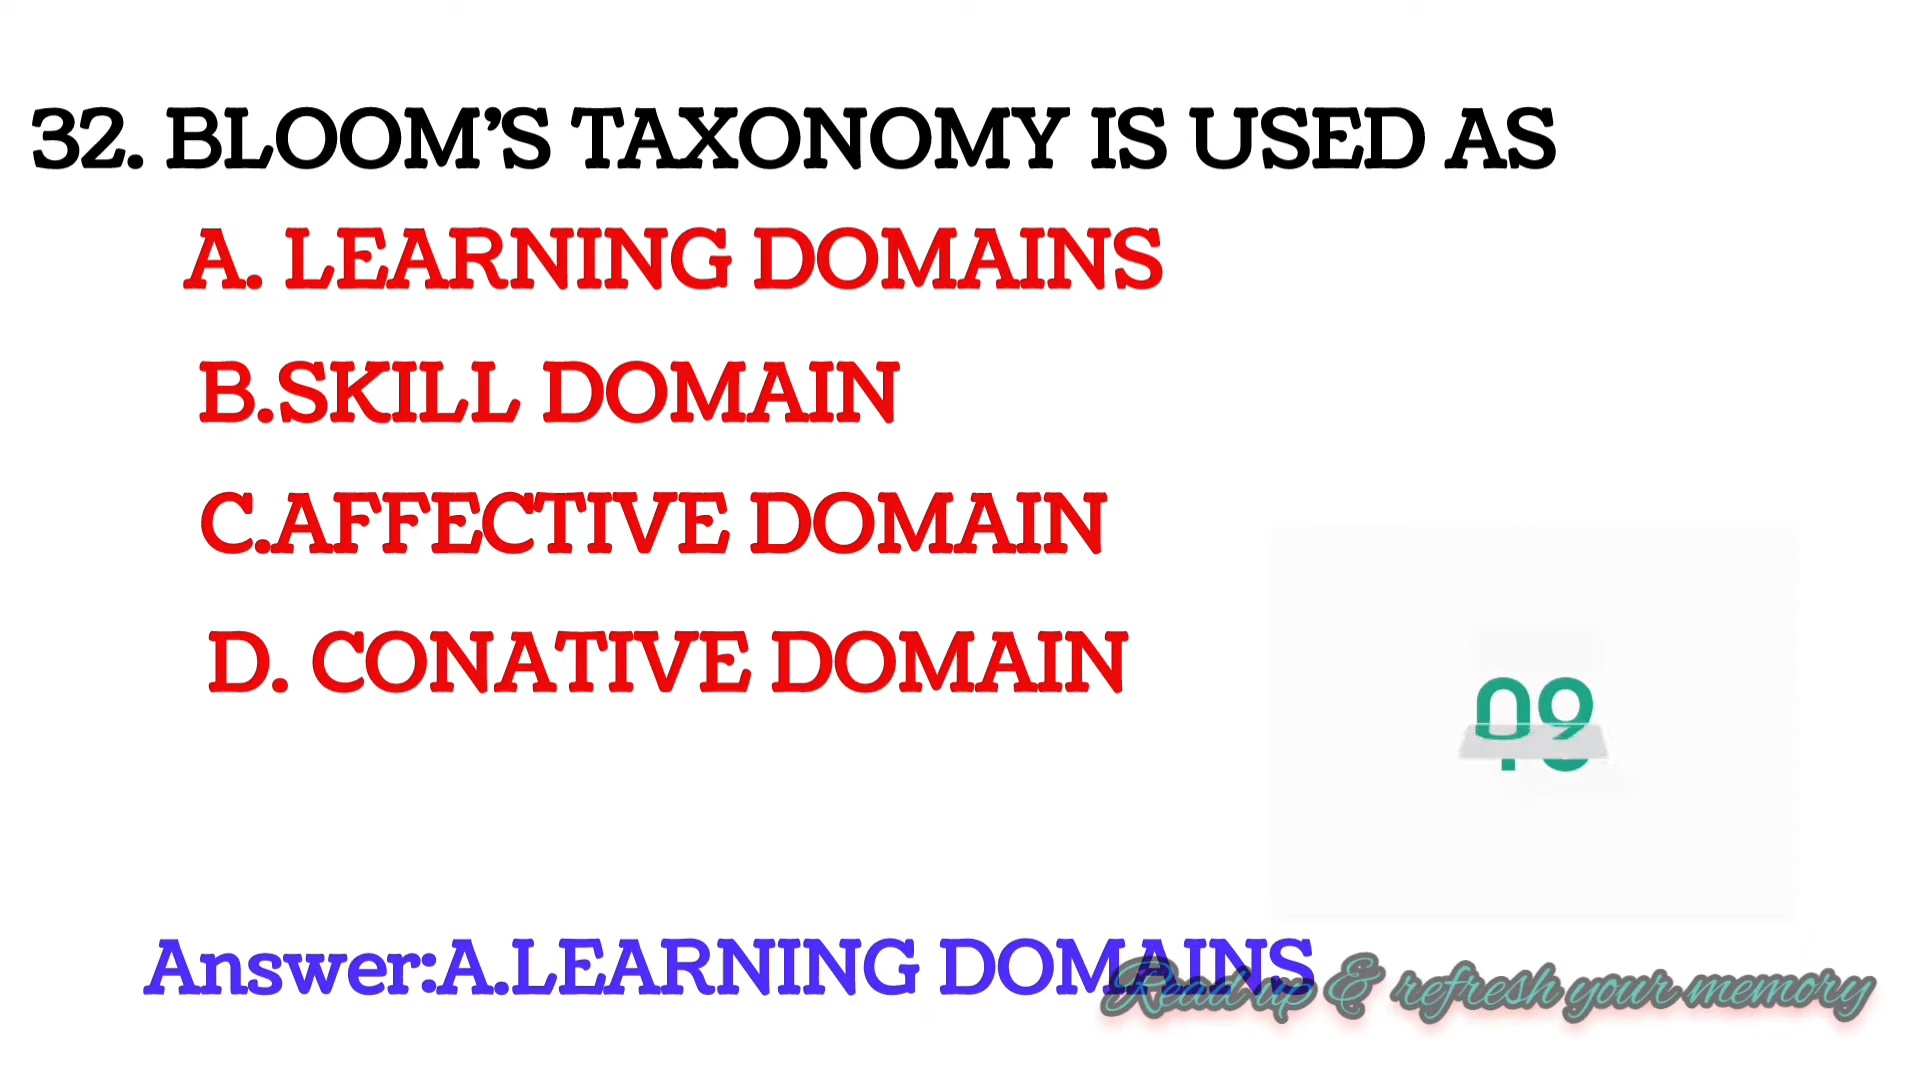 32. BLOOM’S TAXONOMY IS USED AS
A. LEARNING DOMAINS
B.SKILL DOMAIN
C.AFFECTIVE DOMAIN
D. CONATIVE DOMAIN
Answer:A.LEARNING DOMAINS
Read up & refresh your memory